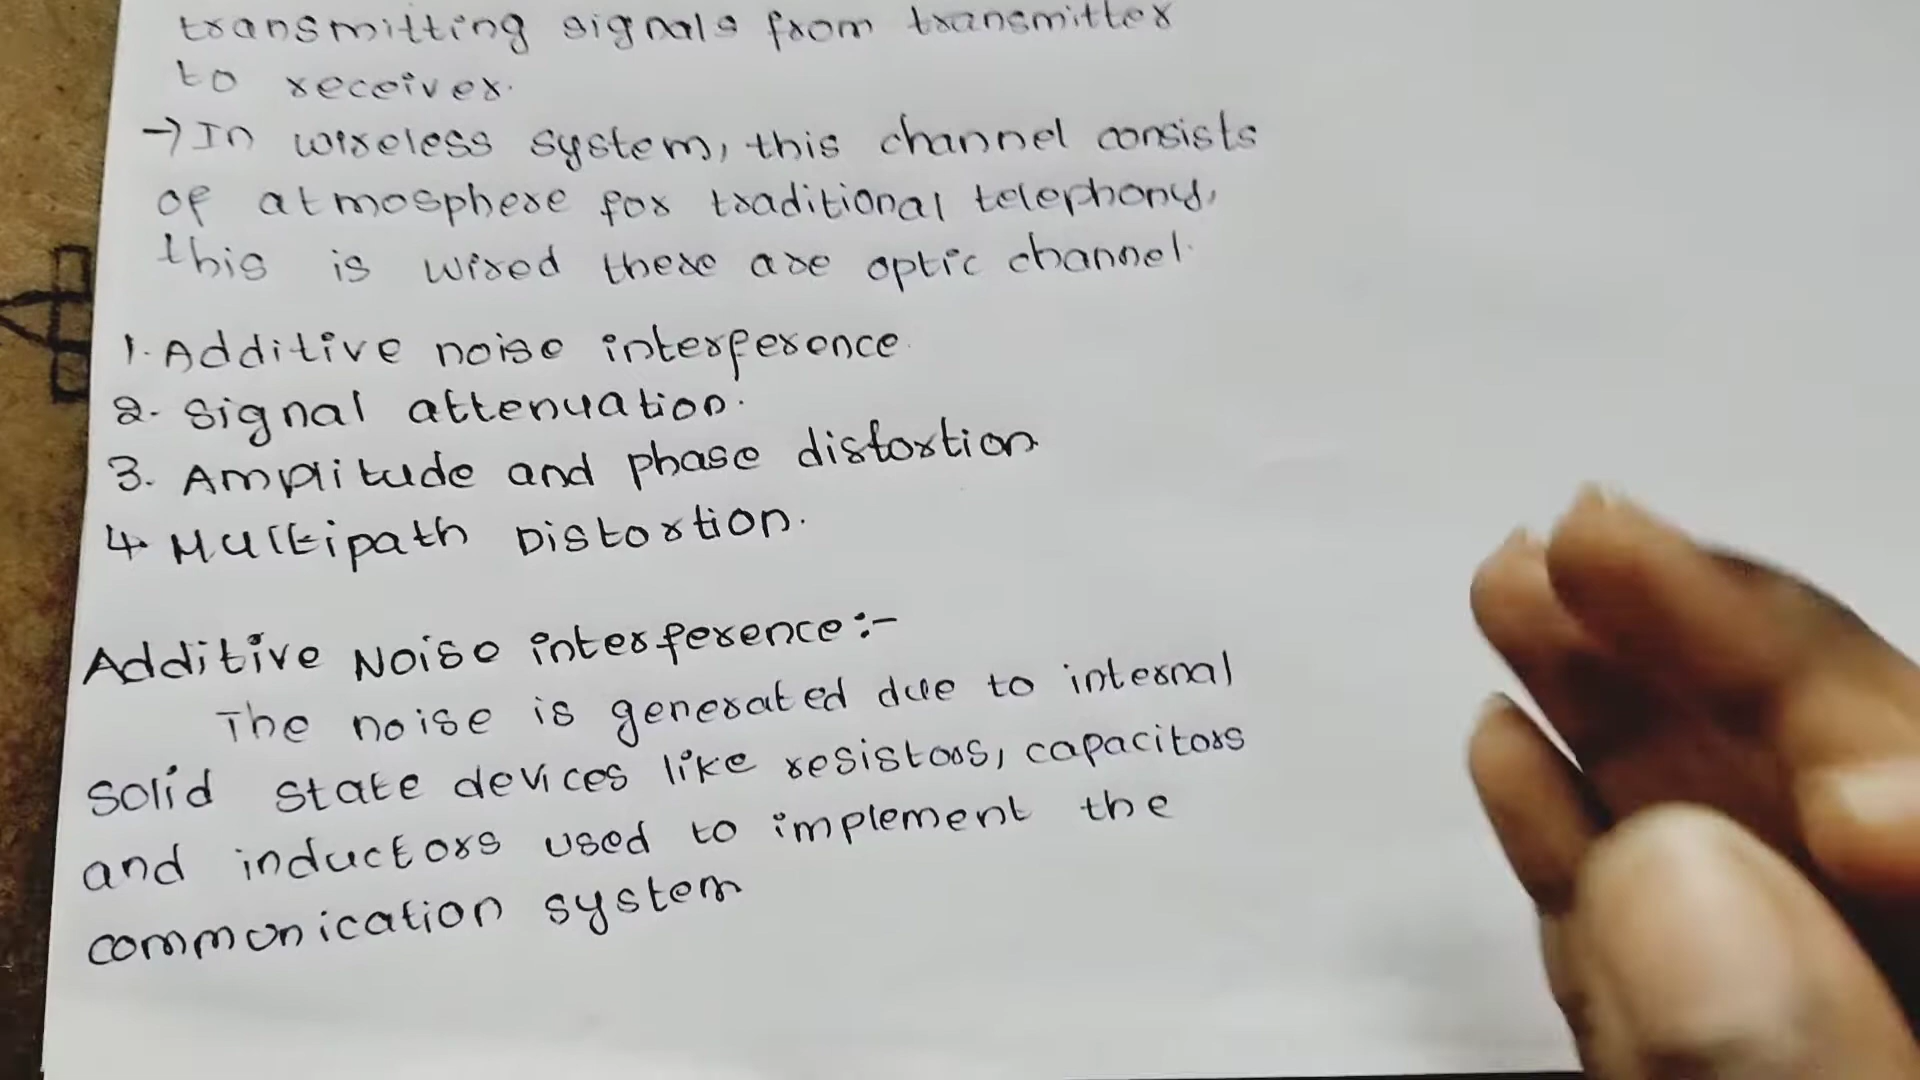 transmitting signals from transmitter
to receiver.
→ In wireless system, this channel consists
of atmosphere for traditional telephony,
this is wired there are optic channel.
1. Additive noise interference.
2. Signal attenuation.
3. Amplitude and phase distortion
4. Multipath Distortion.
Additive Noise interference:-
The noise is generated due to internal
solid state devices like resistors, capacitors
and inductors used to implement the
communication system